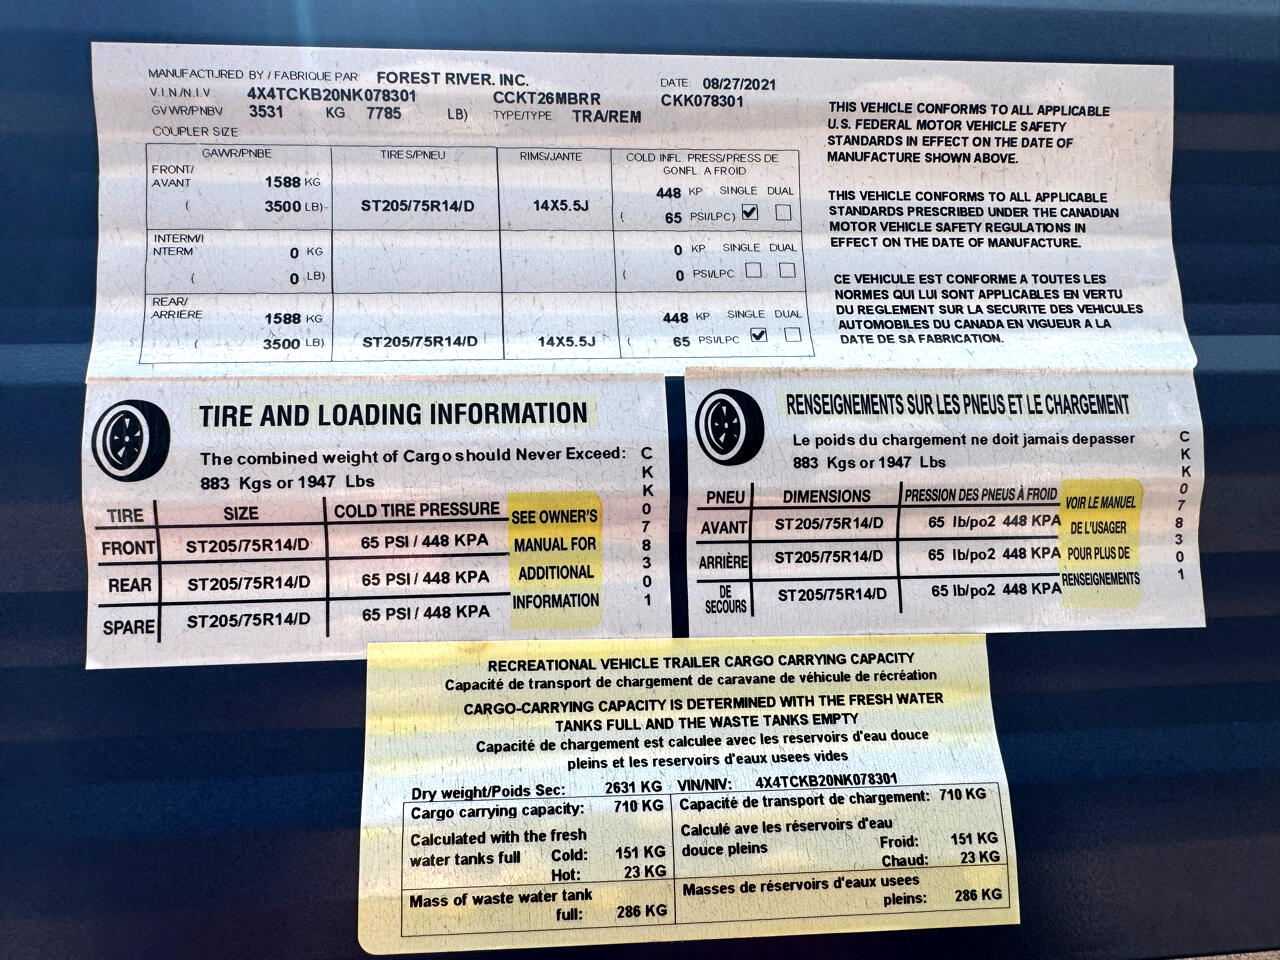 MANUFACTURED BY / FABRIQUE PAR FOREST RIVER. INC. DATE: 08/27/2021
V.I.N/N.I.V. 4X4TCKB20NK078301 CCKT26MBRR CKK078301
GVWR/PNBV 3531 KG 7785 LB) TYPE/TYPE TRA/REM
COUPLER SIZE
GAWR/PNBE TIRES/PNEU RIMS/JANTE COLD INFL. PRESS/PRESS DE
GONFL. A FROID
FRONT/
AVANT 1588 KG 448 KP SINGLE DUAL
( 3500 LB) ST205/75R14/D 14X5.5J ( 65 PSI/LPC)
INTERM/I
NTERM 0 KG 0 KP SINGLE DUAL
( 0 LB) ( 0 PSI/LPC
REAR/
ARRIERE 1588 KG 448 KP SINGLE DUAL
( 3500 LB) ST205/75R14/D 14X5.5J ( 65 PSI/LPC
THIS VEHICLE CONFORMS TO ALL APPLICABLE
U.S. FEDERAL MOTOR VEHICLE SAFETY
STANDARDS IN EFFECT ON THE DATE OF
MANUFACTURE SHOWN ABOVE.
THIS VEHICLE CONFORMS TO ALL APPLICABLE
STANDARDS PRESCRIBED UNDER THE CANADIAN
MOTOR VEHICLE SAFETY REGULATIONS IN
EFFECT ON THE DATE OF MANUFACTURE.
CE VEHICULE EST CONFORME A TOUTES LES
NORMES QUI LUI SONT APPLICABLES EN VERTU
DU REGLEMENT SUR LA SECURITE DES VEHICULES
AUTOMOBILES DU CANADA EN VIGUEUR A LA
DATE DE SA FABRICATION.
TIRE AND LOADING INFORMATION
The combined weight of Cargo should Never Exceed:
883 Kgs or 1947 Lbs
TIRE SIZE COLD TIRE PRESSURE
FRONT ST205/75R14/D 65 PSI / 448 KPA
REAR ST205/75R14/D 65 PSI / 448 KPA
SPARE ST205/75R14/D 65 PSI / 448 KPA
SEE OWNER'S
MANUAL FOR
ADDITIONAL
INFORMATION
CKK078301
RENSEIGNEMENTS SUR LES PNEUS ET LE CHARGEMENT
Le poids du chargement ne doit jamais depasser
883 Kgs or 1947 Lbs
PNEU DIMENSIONS PRESSION DES PNEUS À FROID
AVANT ST205/75R14/D 65 lb/po2 448 KPA
ARRIÈRE ST205/75R14/D 65 lb/po2 448 KPA
DE
SECOURS ST205/75R14/D 65 lb/po2 448 KPA
VOIR LE MANUEL
DE L'USAGER
POUR PLUS DE
RENSEIGNEMENTS
CKK078301
RECREATIONAL VEHICLE TRAILER CARGO CARRYING CAPACITY
Capacité de transport de chargement de caravane de véhicule de récréation
CARGO-CARRYING CAPACITY IS DETERMINED WITH THE FRESH WATER
TANKS FULL AND THE WASTE TANKS EMPTY
Capacité de chargement est calculee avec les reservoirs d'eau douce
pleins et les reservoirs d'eaux usees vides
Dry weight/Poids Sec: 2631 KG VIN/NIV: 4X4TCKB20NK078301
Cargo carrying capacity: 710 KG
Calculated with the fresh
water tanks full Cold: 151 KG
Hot: 23 KG
Mass of waste water tank
full: 286 KG
Capacité de transport de chargement: 710 KG
Calculé ave les réservoirs d'eau
douce pleins Froid: 151 KG
Chaud: 23 KG
Masses de réservoirs d'eaux usees
pleins: 286 KG